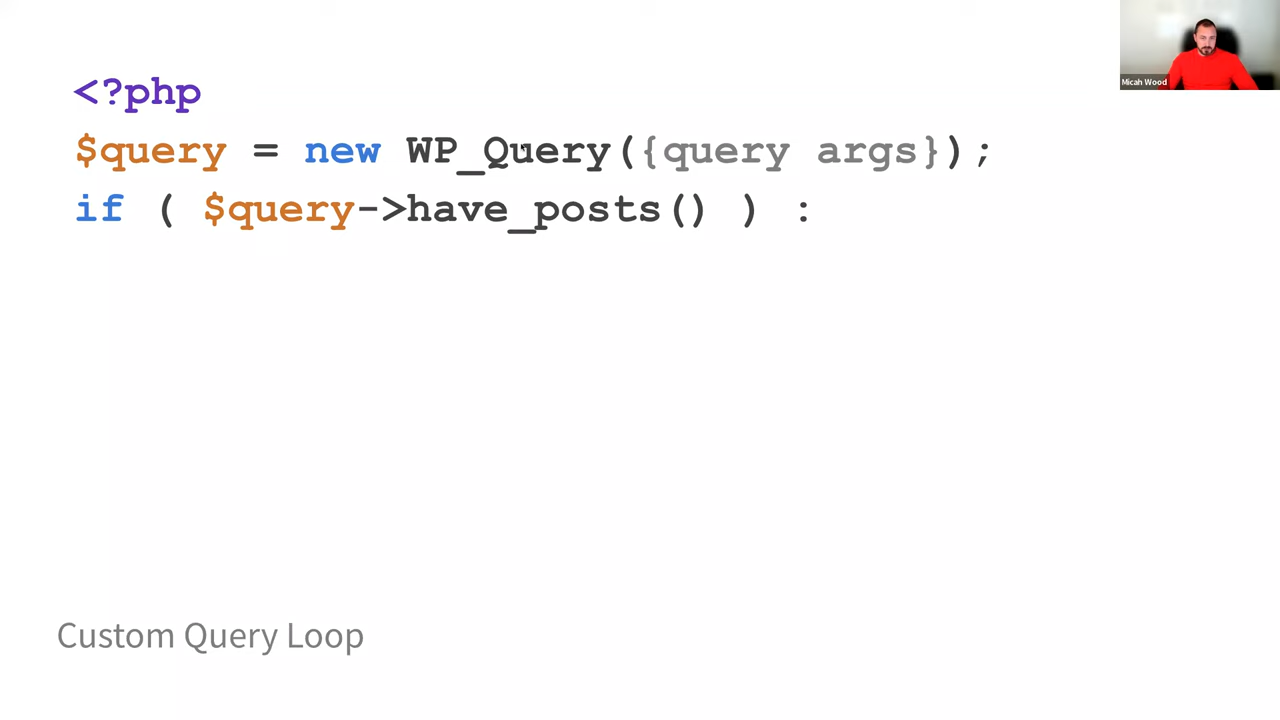 <?php
$query = new WP_Query({query args});
if ( $query->have_posts() ) :
Custom Query Loop
Micah Wood